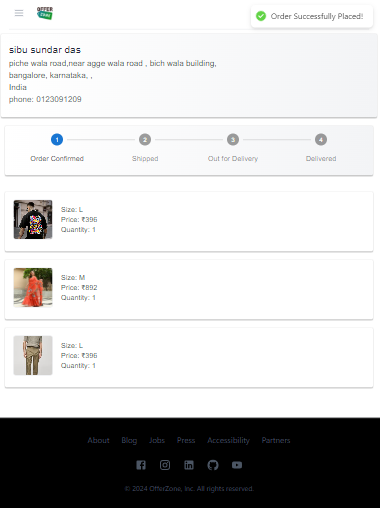 OFFER
ZONE
Order Successfully Placed!
sibu sundar das
piche wala road,near agge wala road , bich wala building,
bangalore, karnataka, ,
India
phone: 0123091209
1 2 3 4
Order Confirmed Shipped Out for Delivery Delivered
Size: L
Price: ₹396
Quantity: 1
Size: M
Price: ₹892
Quantity: 1
Size: L
Price: ₹396
Quantity: 1
About Blog Jobs Press Accessibility Partners
© 2024 OfferZone, Inc. All rights reserved.